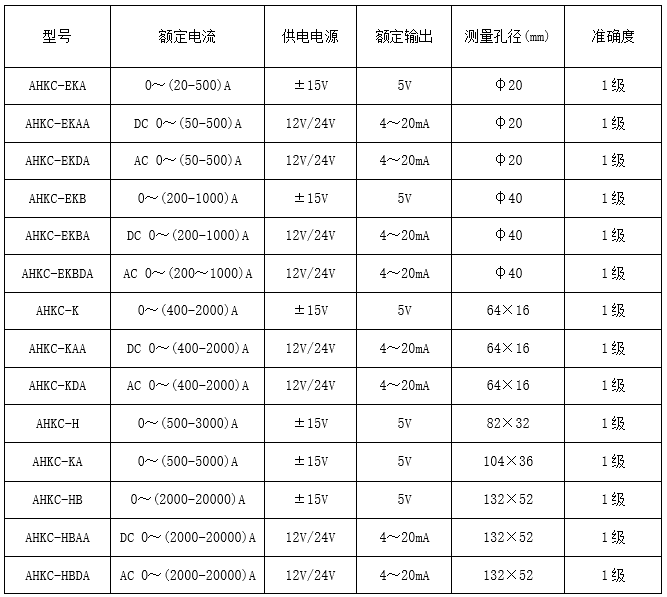 型号 额定电流 供电电源 额定输出 测量孔径(mm) 准确度
AHKC-EKA 0～(20-500)A ±15V 5V Φ20 1级
AHKC-EKAA DC 0～(50-500)A 12V/24V 4～20mA Φ20 1级
AHKC-EKDA AC 0～(50-500)A 12V/24V 4～20mA Φ20 1级
AHKC-EKB 0～(200-1000)A ±15V 5V Φ40 1级
AHKC-EKBA DC 0～(200-1000)A 12V/24V 4～20mA Φ40 1级
AHKC-EKBDA AC 0～(200～1000)A 12V/24V 4～20mA Φ40 1级
AHKC-K 0～(400-2000)A ±15V 5V 64×16 1级
AHKC-KAA DC 0～(400-2000)A 12V/24V 4～20mA 64×16 1级
AHKC-KDA AC 0～(400-2000)A 12V/24V 4～20mA 64×16 1级
AHKC-H 0～(500-3000)A ±15V 5V 82×32 1级
AHKC-KA 0～(500-5000)A ±15V 5V 104×36 1级
AHKC-HB 0～(2000-20000)A ±15V 5V 132×52 1级
AHKC-HBAA DC 0～(2000-20000)A 12V/24V 4～20mA 132×52 1级
AHKC-HBDA AC 0～(2000-20000)A 12V/24V 4～20mA 132×52 1级